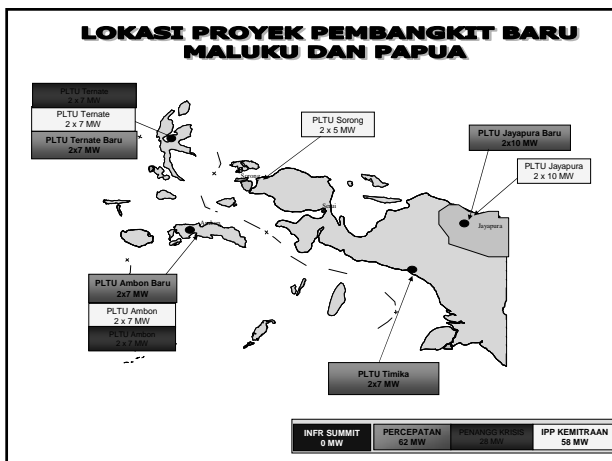 LOKASI PROYEK PEMBANGKIT BARU
MALUKU DAN PAPUA
PLTU Ternate
2 x 7 MW
PLTU Ternate
2 x 7 MW
PLTU Ternate Baru
2x7 MW
PLTU Sorong
2 x 5 MW
PLTU Jayapura Baru
2x10 MW
PLTU Jayapura
2 x 10 MW
Sorong
Serui
Ambon
Jayapura
PLTU Ambon Baru
2x7 MW
PLTU Ambon
2 x 7 MW
PLTU Ambon
2 x 7 MW
PLTU Timika
2x7 MW
INFR SUMMIT
0 MW
PERCEPATAN
62 MW
PENANGG KRISIS
28 MW
IPP KEMITRAAN
58 MW